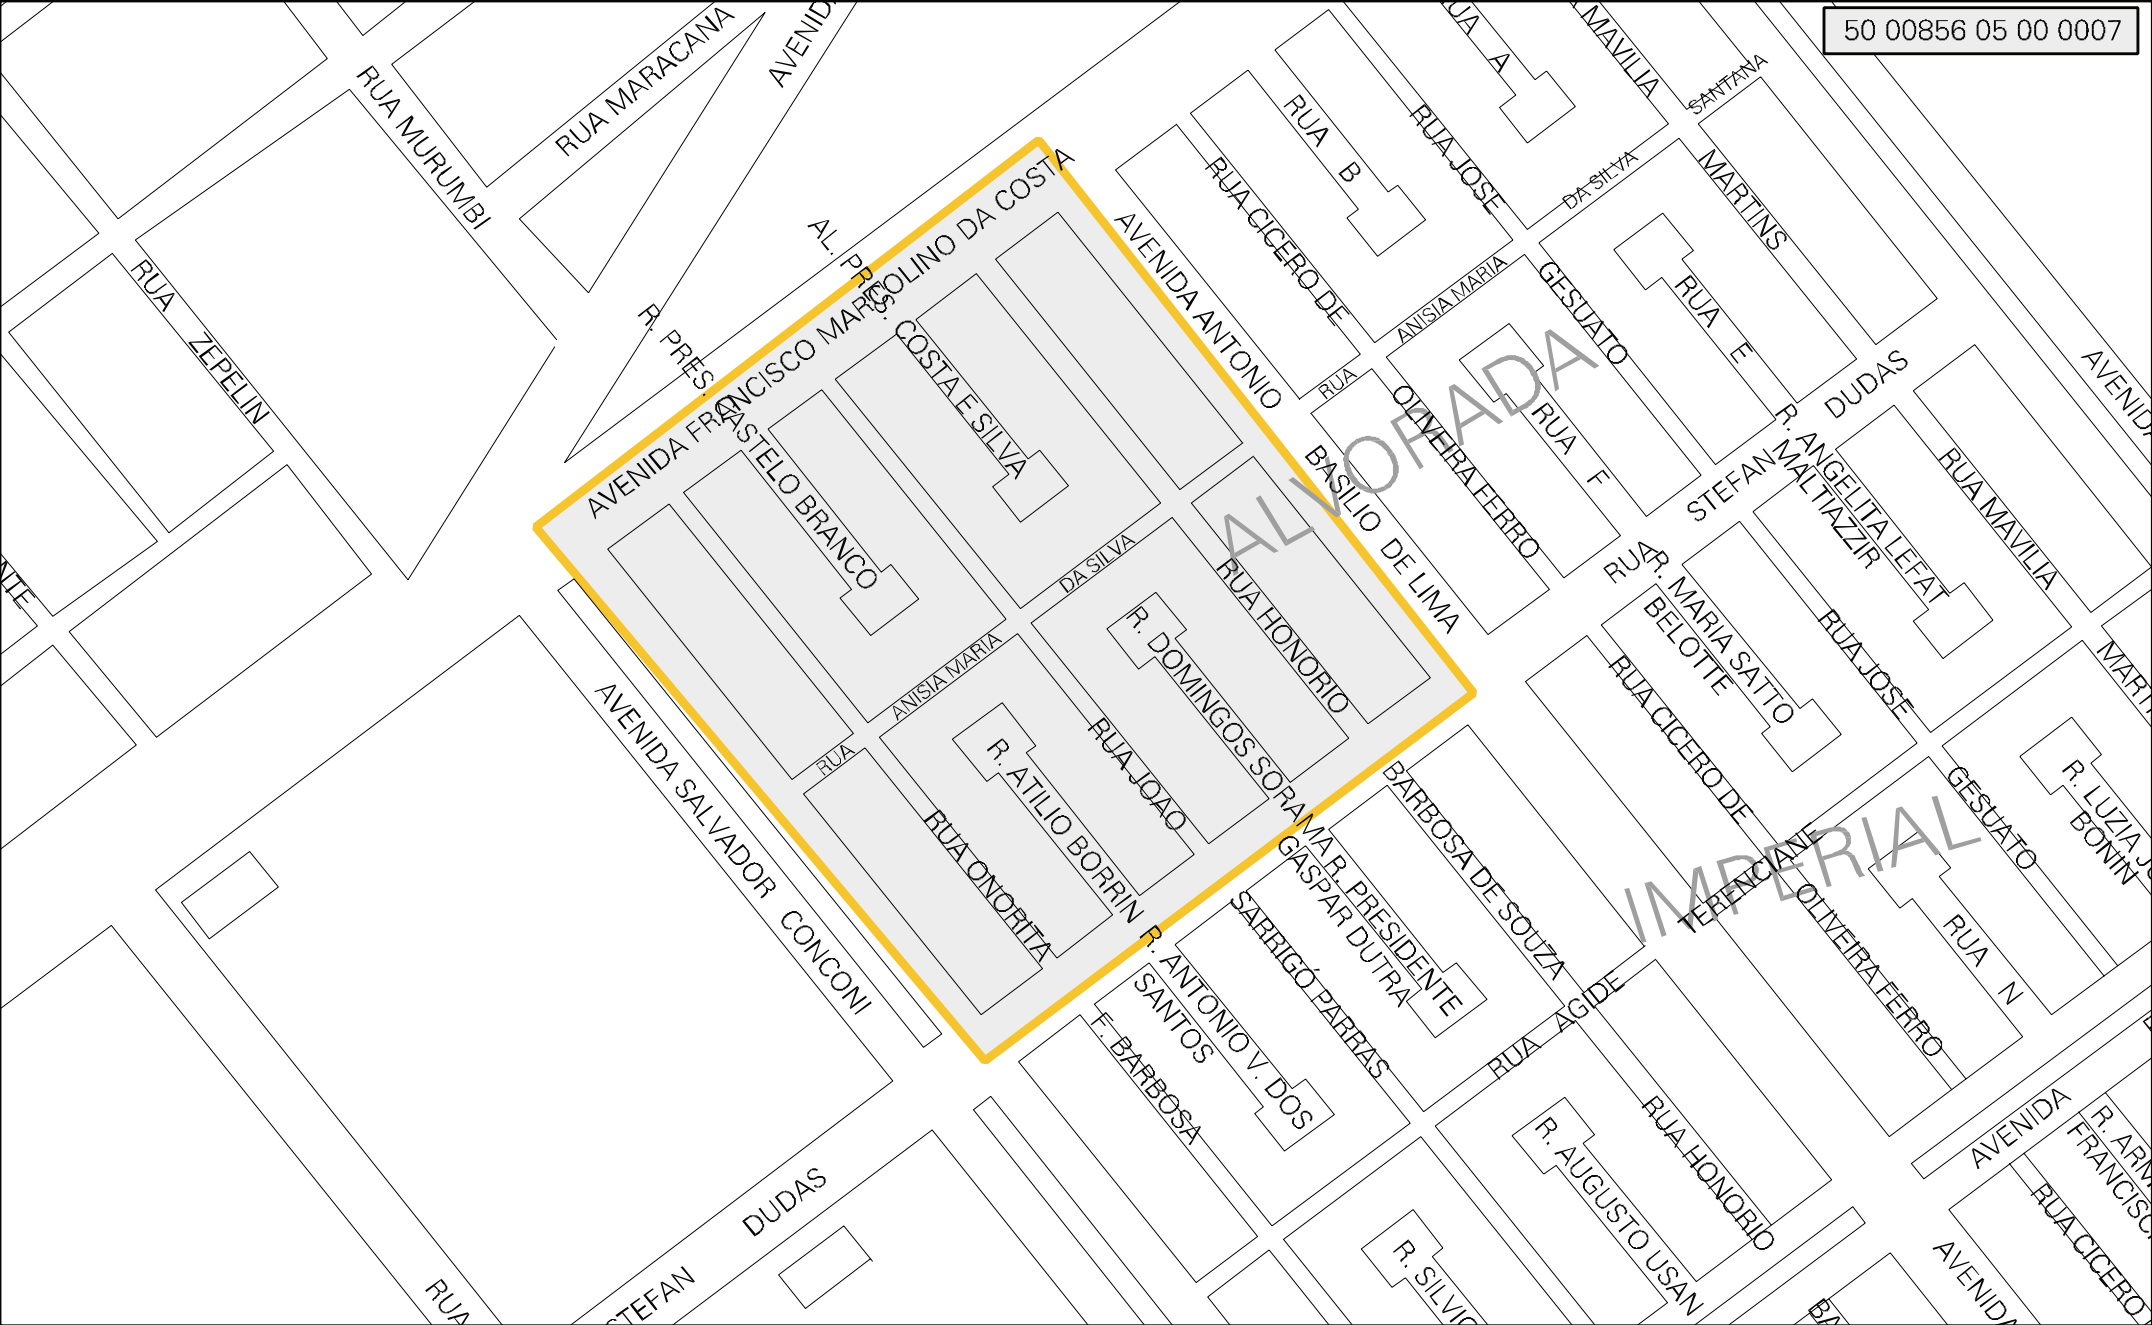 50 00856 05 00 0007
RUA MARACANA
RUA MURUMBI
RUA A
MAVILIA
SANTANA
RUA B
RUA JOSE
DA SILVA
MARTINS
RUA CICERO DE
AL. PRES. COSTA E SILVA
AVENIDA FRANCISCO MARCOLINO DA COSTA
AVENIDA ANTONIO
BASILIO DE LIMA
ANISIA MARIA
RUA
GESUATO
RUA E
RUA ZEPELIN
R. PRES. CASTELO BRANCO
ALVORADA
OLIVEIRA FERRO
RUA F
DUDAS
STEFAN
RUA
R. ANGELITA LEFAT
MALTIAZZIR
RUA MAVILIA
AVENIDA
NTE
DA SILVA
ANISIA MARIA
RUA
RUA HONORIO
R. DOMINGOS SORAMAR
RUA JOAO
R. ATILIO BORRIN
RUA ONORITA
AVENIDA SALVADOR CONCONI
R. MARIA SATTO
BELOTTE
RUA JOSE
RUA CICERO DE
GESUATO
R. LUZIA
BONIN
IMPERIAL
TERENCIANE
OLIVEIRA FERRO
RUA N
BARBOSA DE SOUZA
R. PRESIDENTE
GASPAR DUTRA
SARRIGÓ PARRAS
R. ANTONIO V. DOS
SANTOS
F. BARBOSA
RUA AGIDE
RUA HONORIO
R. AUGUSTO USAN
AVENIDA
FRANCISC
RUA CICERO
AVENIDA
DUDAS
STEFAN
RUA
R. SILVIO